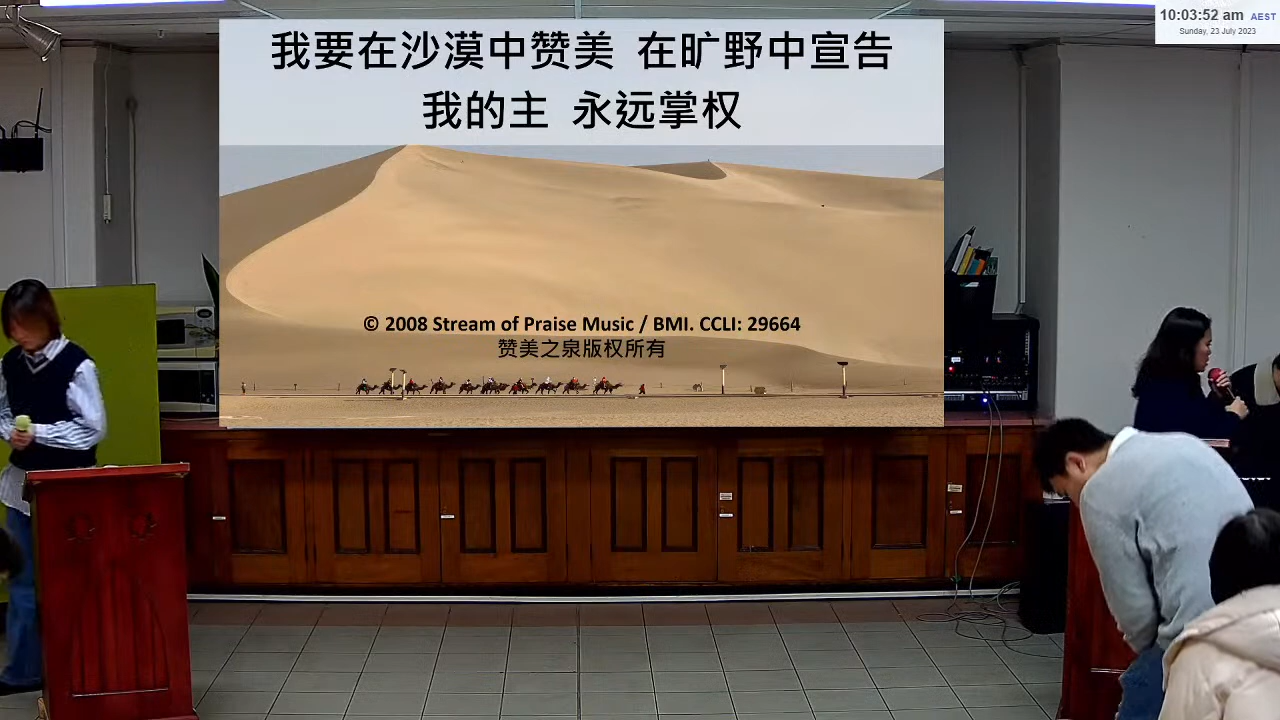 10:03:52 am AEST
Sunday, 23 July 2023
我要在沙漠中赞美 在旷野中宣告
我的主 永远掌权
© 2008 Stream of Praise Music / BMI. CCLI: 29664
赞美之泉版权所有